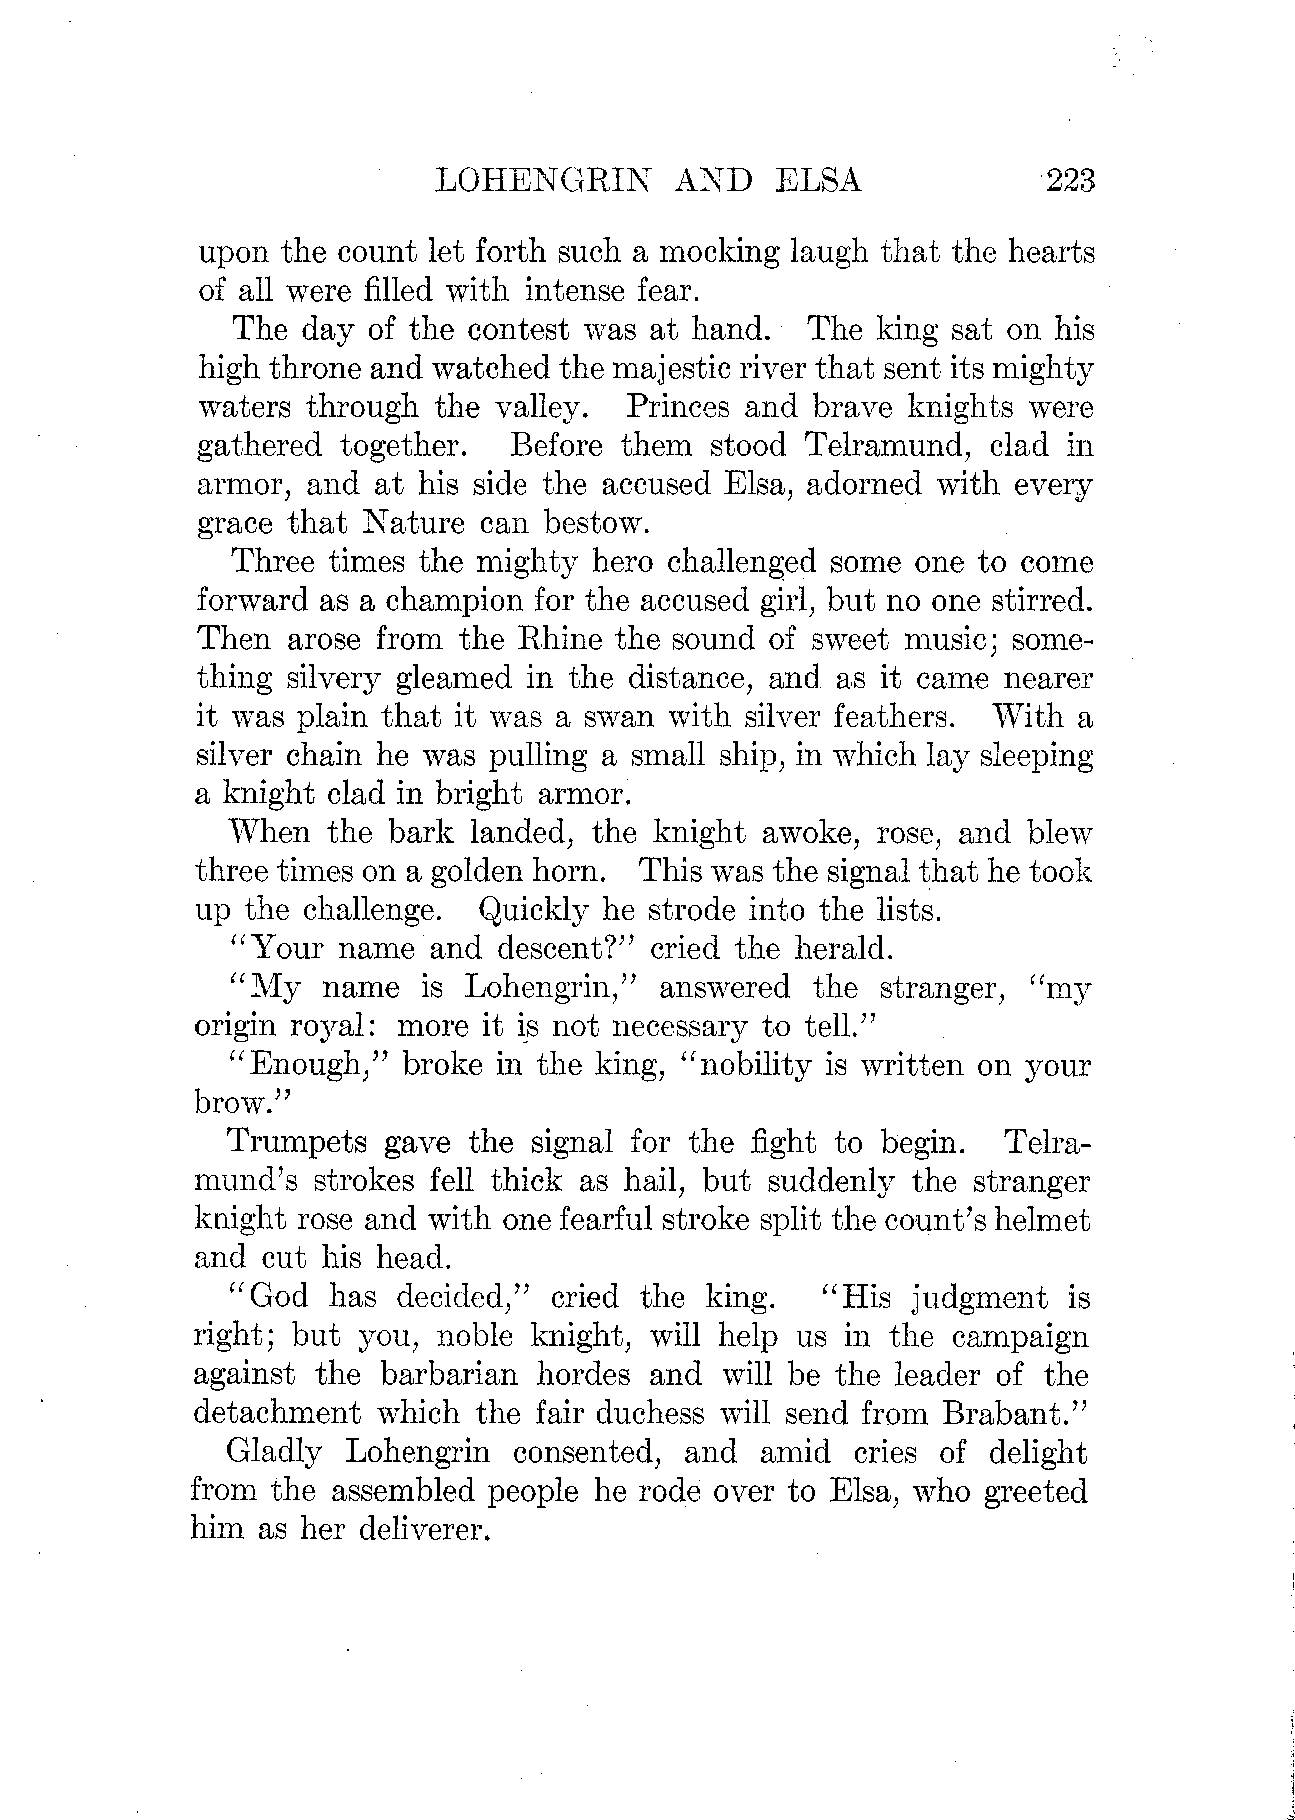 LOHENGRIN AND ELSA 223
upon the count let forth such a mocking laugh that the hearts
of all were filled with intense fear.
The day of the contest was at hand. The king sat on his
high throne and watched the majestic river that sent its mighty
waters through the valley. Princes and brave knights were
gathered together. Before them stood Telramund, clad in
armor, and at his side the accused Elsa, adorned with every
grace that Nature can bestow.
Three times the mighty hero challenged some one to come
forward as a champion for the accused girl, but no one stirred.
Then arose from the Rhine the sound of sweet music; some-
thing silvery gleamed in the distance, and as it came nearer
it was plain that it was a swan with silver feathers. With a
silver chain he was pulling a small ship, in which lay sleeping
a knight clad in bright armor.
When the bark landed, the knight awoke, rose, and blew
three times on a golden horn. This was the signal that he took
up the challenge. Quickly he strode into the lists.
"Your name and descent?" cried the herald.
"My name is Lohengrin," answered the stranger, "my
origin royal: more it is not necessary to tell."
"Enough," broke in the king, "nobility is written on your
brow."
Trumpets gave the signal for the fight to begin. Telra-
mund's strokes fell thick as hail, but suddenly the stranger
knight rose and with one fearful stroke split the count's helmet
and cut his head.
"God has decided," cried the king. "His judgment is
right; but you, noble knight, will help us in the campaign
against the barbarian hordes and will be the leader of the
detachment which the fair duchess will send from Brabant."
Gladly Lohengrin consented, and amid cries of delight
from the assembled people he rode over to Elsa, who greeted
him as her deliverer.